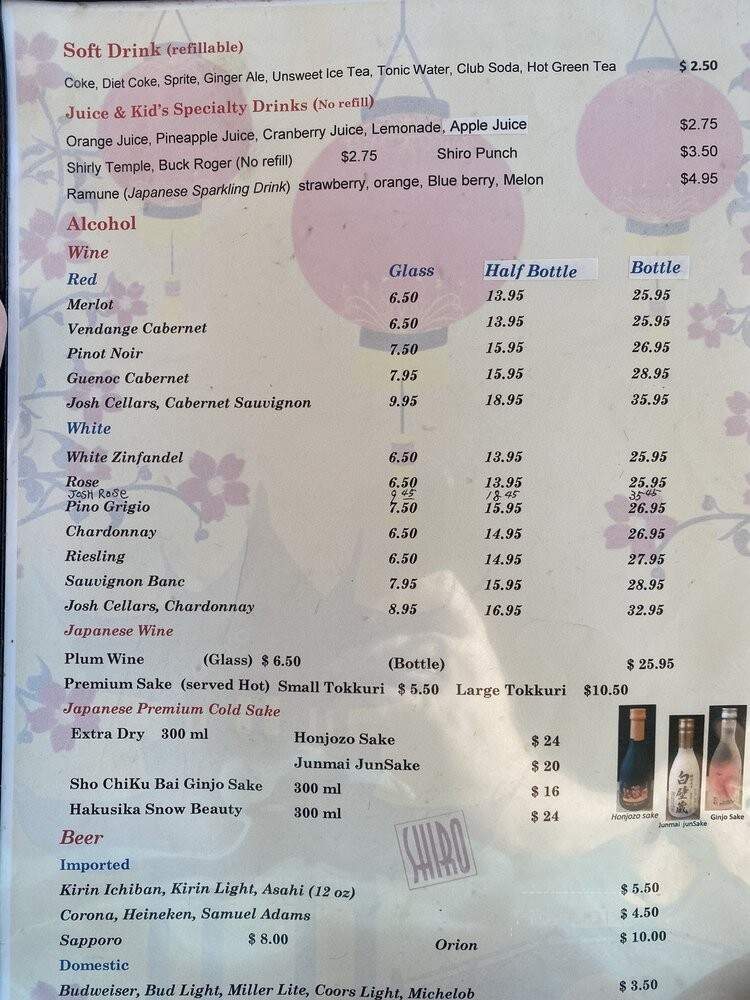 Soft Drink (refillable)
Coke, Diet Coke, Sprite, Ginger Ale, Unsweet Ice Tea, Tonic Water, Club Soda, Hot Green Tea $ 2.50
Juice & Kid's Specialty Drinks (No refill)
Orange Juice, Pineapple Juice, Cranberry Juice, Lemonade, Apple Juice $2.75
Shirly Temple, Buck Roger (No refill) $2.75 Shiro Punch $3.50
Ramune (Japanese Sparkling Drink) strawberry, orange, Blue berry, Melon $4.95
Alcohol
Wine
Red Glass Half Bottle Bottle
Merlot 6.50 13.95 25.95
Vendange Cabernet 6.50 13.95 25.95
Pinot Noir 7.50 15.95 26.95
Guenoc Cabernet 7.95 15.95 28.95
Josh Cellars, Cabernet Sauvignon 9.95 18.95 35.95
White
White Zinfandel 6.50 13.95 25.95
Rose 6.50 13.95 25.95
JOSH ROSE 9.45 18.45 35.45
Pino Grigio 7.50 15.95 26.95
Chardonnay 6.50 14.95 26.95
Riesling 6.50 14.95 27.95
Sauvignon Banc 7.95 15.95 28.95
Josh Cellars, Chardonnay 8.95 16.95 32.95
Japanese Wine
Plum Wine (Glass) $ 6.50 (Bottle) $ 25.95
Premium Sake (served Hot) Small Tokkuri $ 5.50 Large Tokkuri $10.50
Japanese Premium Cold Sake
Extra Dry 300 ml Honjozo Sake $ 24
Junmai JunSake $ 20
Sho ChiKu Bai Ginjo Sake 300 ml $ 16
Hakusika Snow Beauty 300 ml $ 24
白壁蔵
Honjozo sake Junmai junSake Ginjo Sake
SHIRO
Beer
Imported
Kirin Ichiban, Kirin Light, Asahi (12 oz) $ 5.50
Corona, Heineken, Samuel Adams $ 4.50
Sapporo $ 8.00 Orion $ 10.00
Domestic
Budweiser, Bud Light, Miller Lite, Coors Light, Michelob $ 3.50